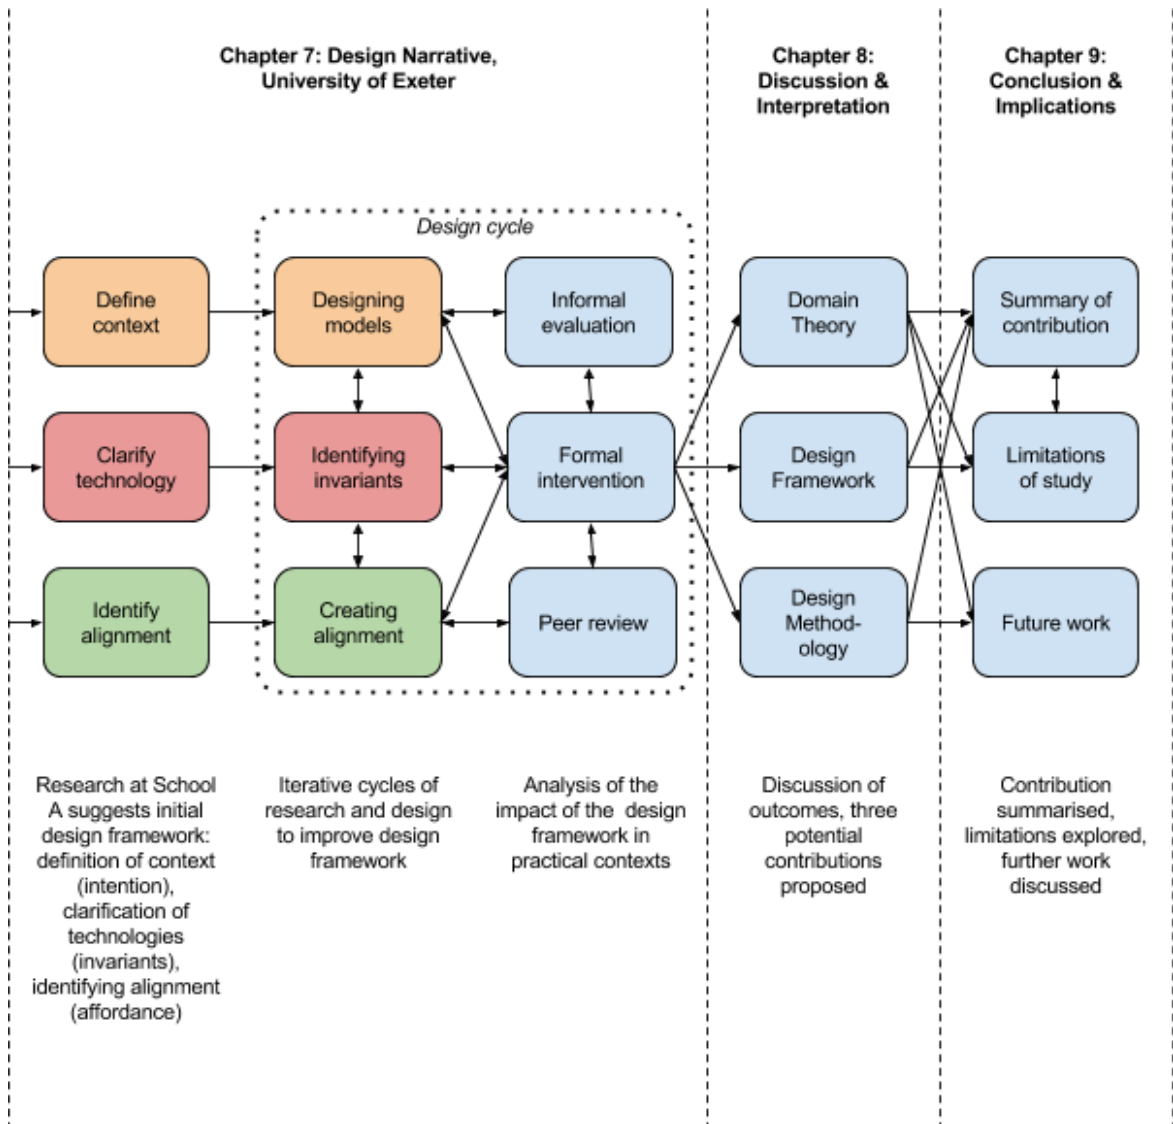 Chapter 7: Design Narrative,
University of Exeter
Chapter 8:
Discussion &
Interpretation
Chapter 9:
Conclusion &
Implications
Design cycle
Define
context
Designing
models
Informal
evaluation
Domain
Theory
Summary of
contribution
Clarify
technology
Identifying
invariants
Formal
intervention
Design
Framework
Limitations
of study
Identify
alignment
Creating
alignment
Peer review
Design
Method-
ology
Future work
Research at School
A suggests initial
design framework:
definition of context
(intention),
clarification of
technologies
(invariants),
identifying alignment
(affordance)
Iterative cycles of
research and design
to improve design
framework
Analysis of the
impact of the design
framework in
practical contexts
Discussion of
outcomes, three
potential
contributions
proposed
Contribution
summarised,
limitations explored,
further work
discussed